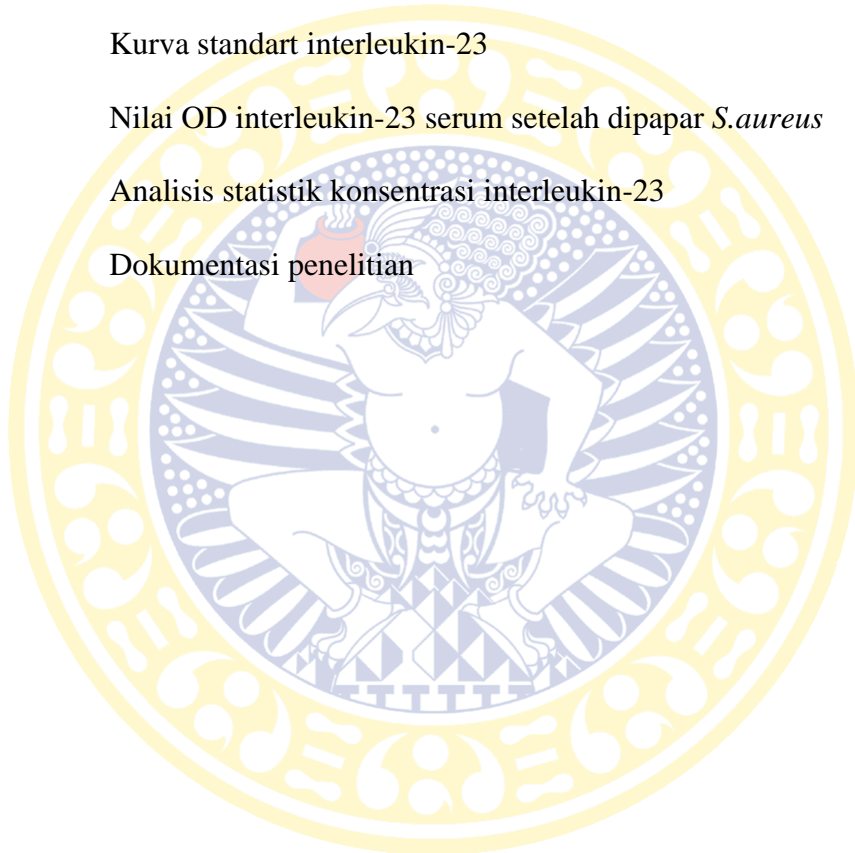 Kurva standart interleukin-23
Nilai OD interleukin-23 serum setelah dipapar S.aureus
Analisis statistik konsentrasi interleukin-23
Dokumentasi penelitian